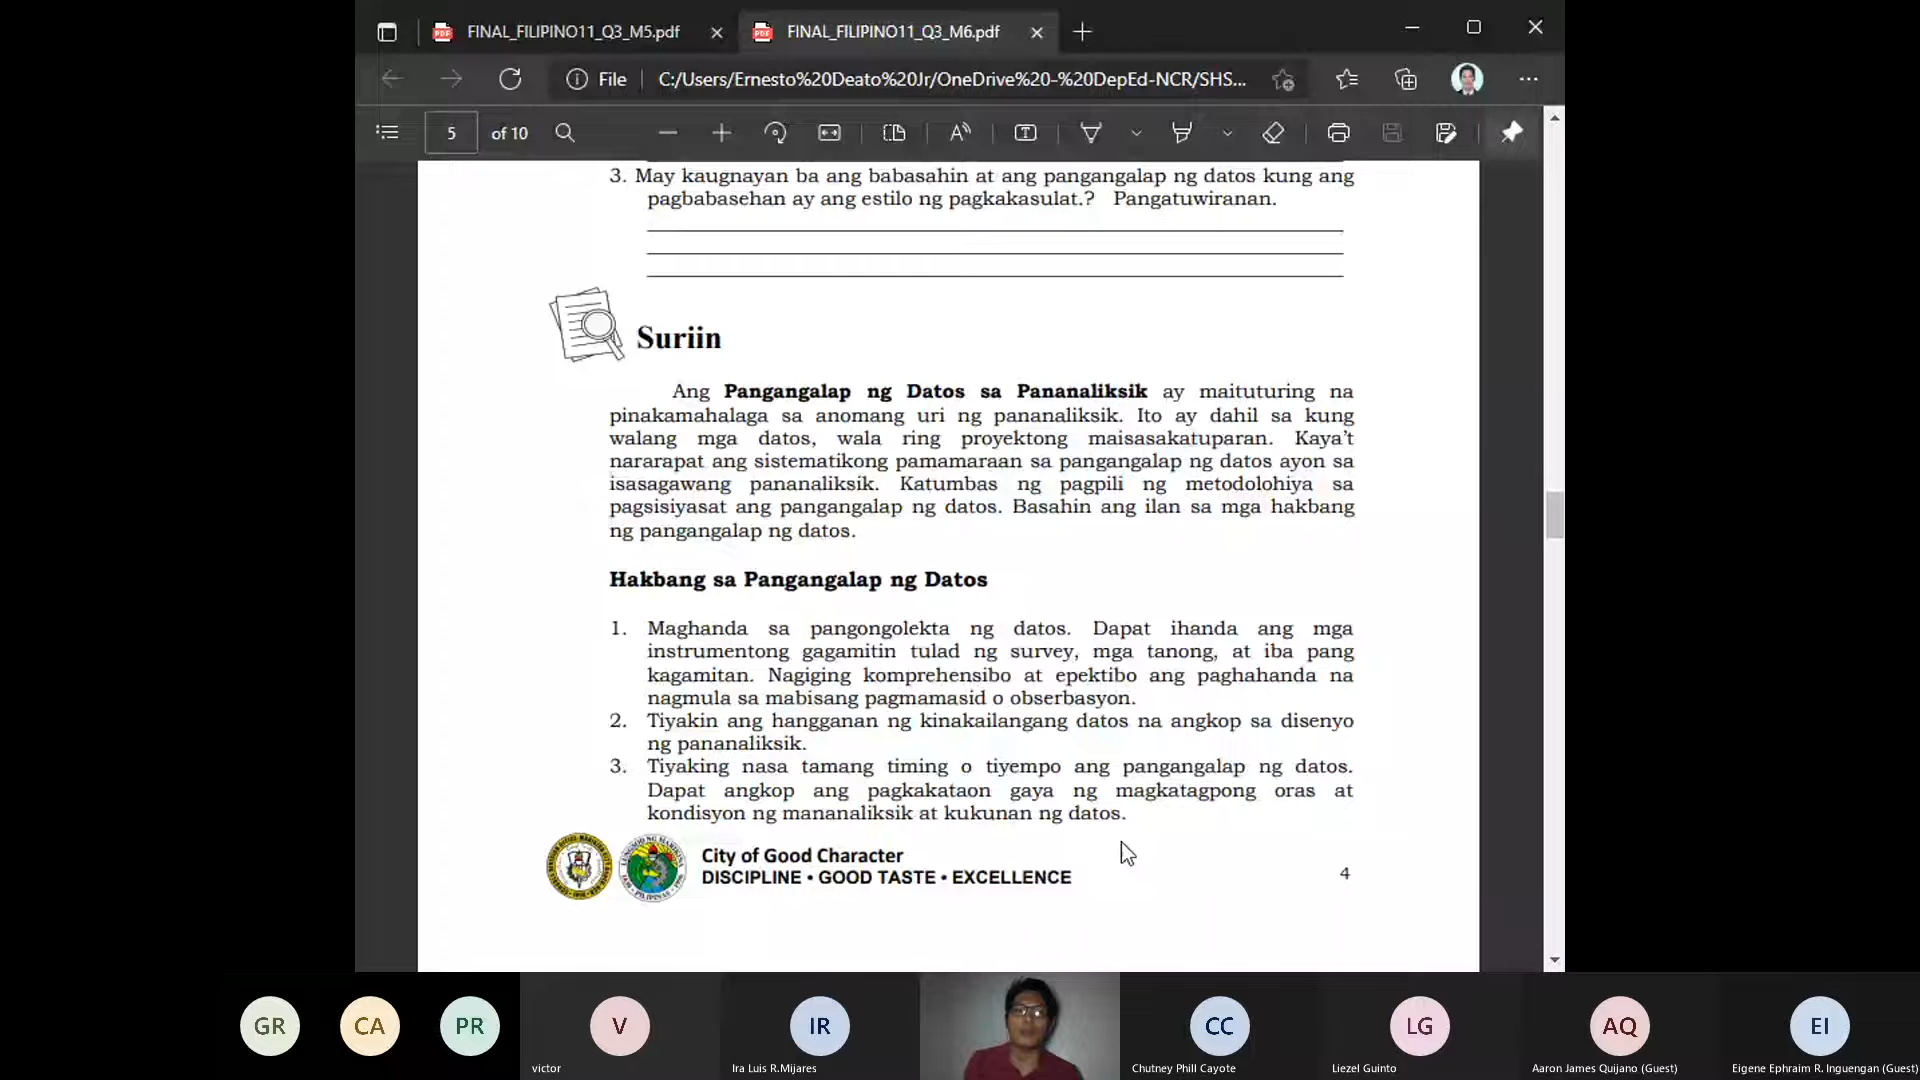 FINAL_FILIPINO11_Q3_M5.pdf
FINAL_FILIPINO11_Q3_M6.pdf
File
C:/Users/Ernesto%20Deato%20Jr/OneDrive%20-%20DepEd-NCR/SHS...
5 of 10
3. May kaugnayan ba ang babasahin at ang pangangalap ng datos kung ang
pagbabasehan ay ang estilo ng pagkakasulat.? Pangatuwiranan.
Suriin
Ang Pangangalap ng Datos sa Pananaliksik ay maituturing na
pinakamahalaga sa anomang uri ng pananaliksik. Ito ay dahil sa kung
walang mga datos, wala ring proyektong maisasakatuparan. Kaya't
nararapat ang sistematikong pamamaraan sa pangangalap ng datos ayon sa
isasagawang pananaliksik. Katumbas ng pagpili ng metodolohiya sa
pagsisiyasat ang pangangalap ng datos. Basahin ang ilan sa mga hakbang
ng pangangalap ng datos.
Hakbang sa Pangangalap ng Datos
1. Maghanda sa pangongolekta ng datos. Dapat ihanda ang mga
instrumentong gagamitin tulad ng survey, mga tanong, at iba pang
kagamitan. Nagiging komprehensibo at epektibo ang paghahanda na
nagmula sa mabisang pagmamasid o obserbasyon.
2. Tiyakin ang hangganan ng kinakailangang datos na angkop sa disenyo
ng pananaliksik.
3. Tiyaking nasa tamang timing o tiyempo ang pangangalap ng datos.
Dapat angkop ang pagkakataon gaya ng magkatagpong oras at
kondisyon ng mananaliksik at kukunan ng datos.
City of Good Character
DISCIPLINE • GOOD TASTE • EXCELLENCE
4
GR
CA
PR
V
IR
CC
LG
AQ
EI
victor
Ira Luis R.Mijares
Chutney Phill Cayote
Liezel Guinto
Aaron James Quijano (Guest)
Eigene Ephraim R. Inguengan (Guest)